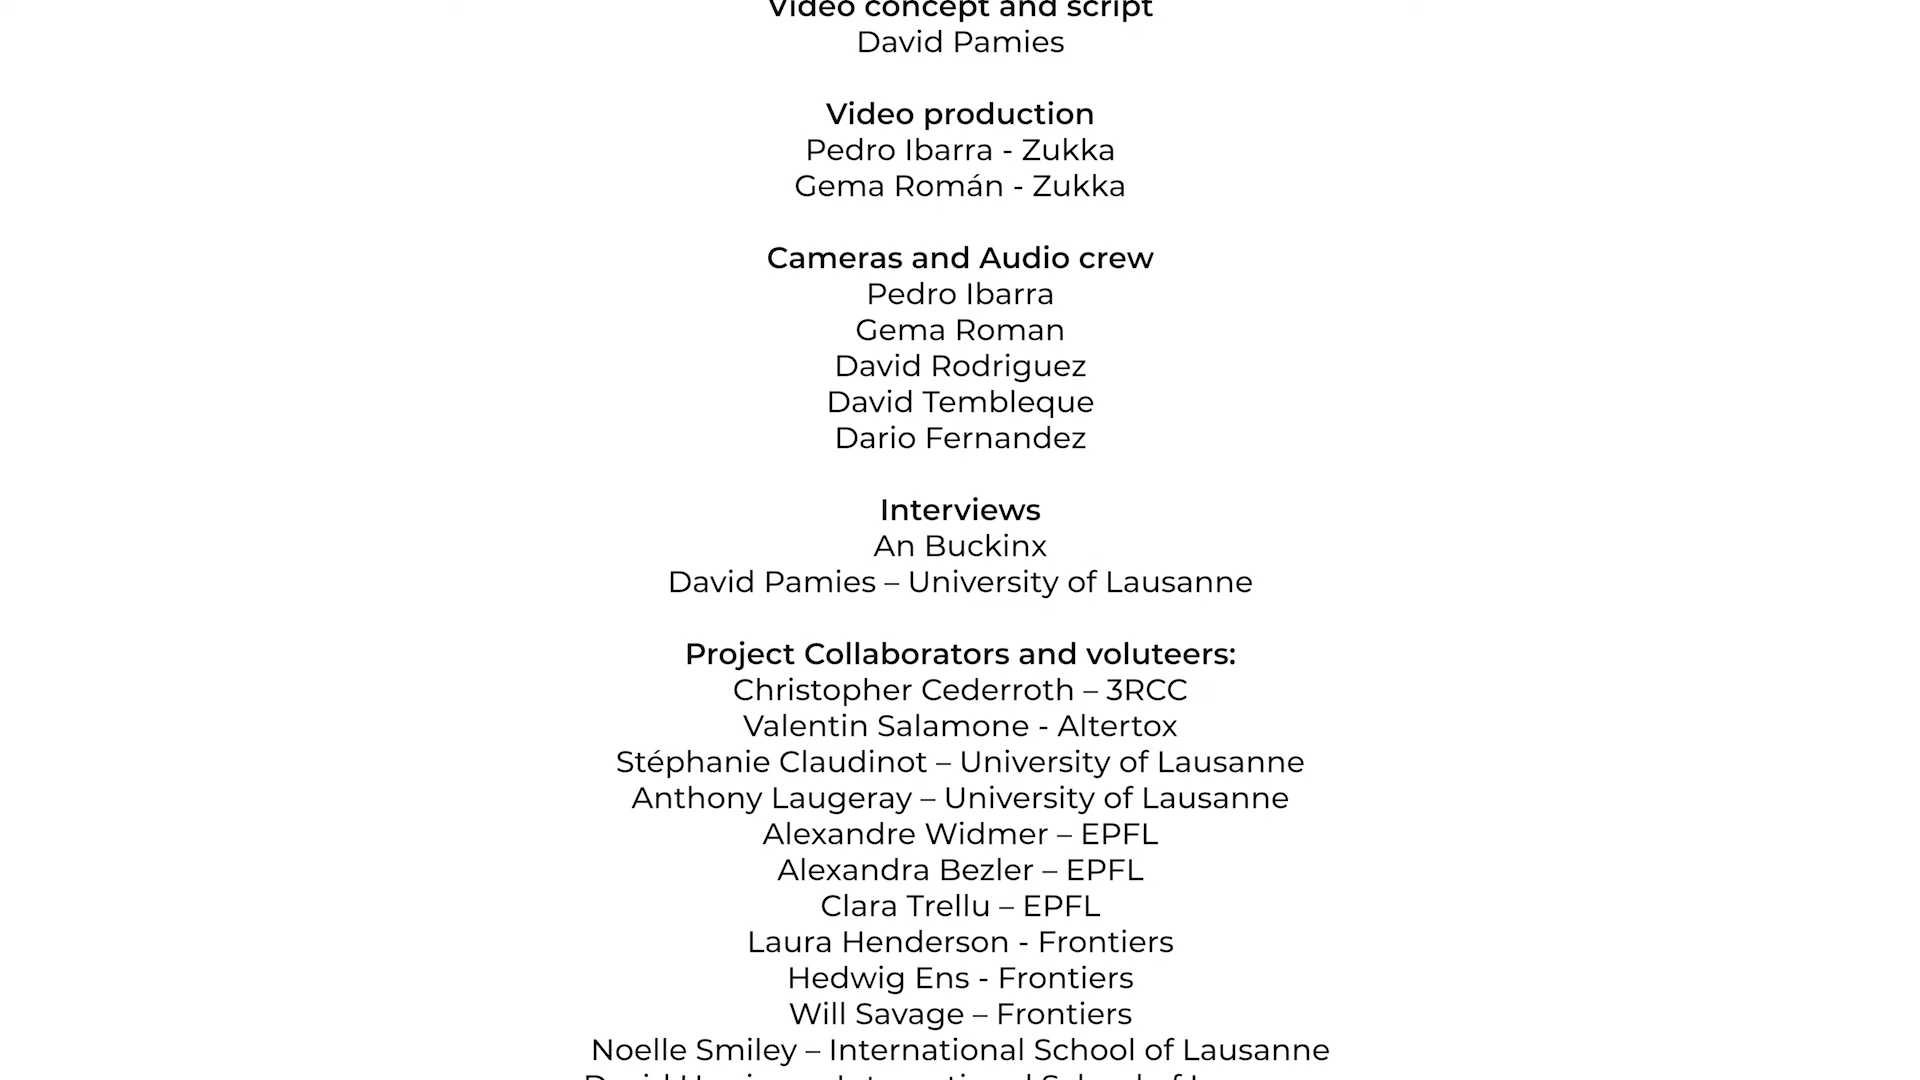 Video concept and script
David Pamies
Video production
Pedro Ibarra - Zukka
Gema Román - Zukka
Cameras and Audio crew
Pedro Ibarra
Gema Roman
David Rodriguez
David Tembleque
Dario Fernandez
Interviews
An Buckinx
David Pamies – University of Lausanne
Project Collaborators and voluteers:
Christopher Cederroth – 3RCC
Valentin Salamone - Altertox
Stéphanie Claudinot – University of Lausanne
Anthony Laugeray – University of Lausanne
Alexandre Widmer – EPFL
Alexandra Bezler – EPFL
Clara Trellu – EPFL
Laura Henderson - Frontiers
Hedwig Ens - Frontiers
Will Savage – Frontiers
Noelle Smiley – International School of Lausanne